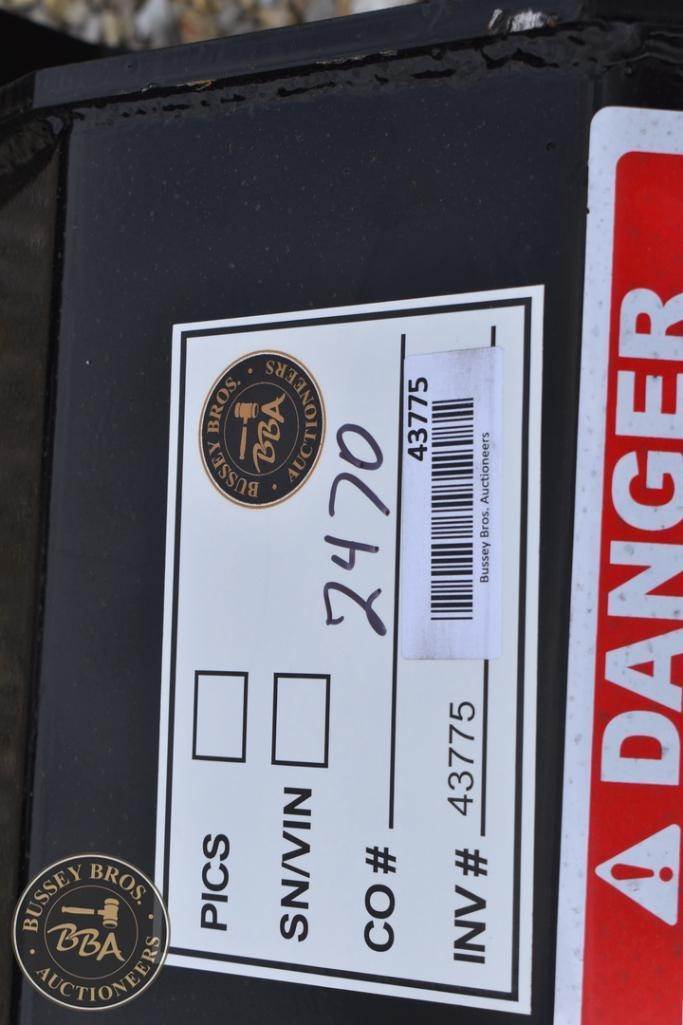 BUSSEY BROS.
BBA
AUCTIONEERS
PICS
SN/VIN
CO # 2470
INV # 43775
43775
Bussey Bros. Auctioneers
DANGER
BUSSEY BROS.
BBA
AUCTIONEERS